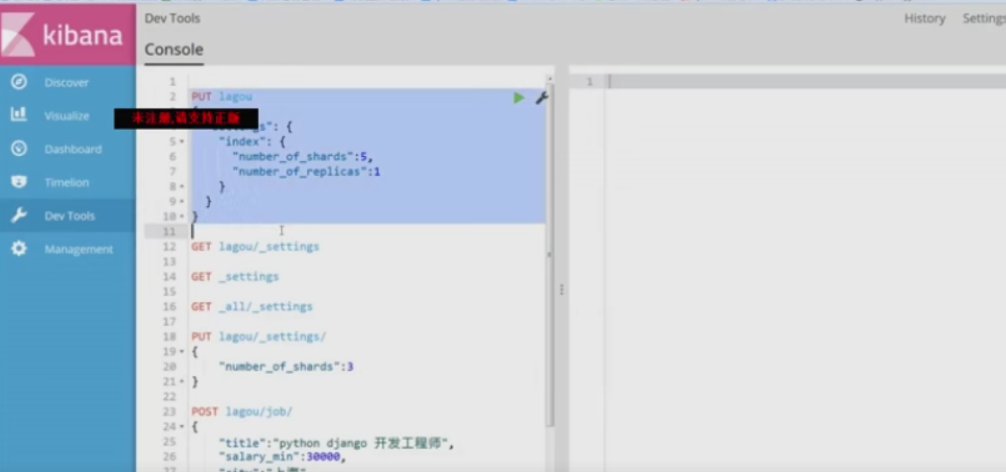 kibana
Discover
Visualize
Dashboard
Timelion
Dev Tools
Management
Dev Tools
History Settings
Console
未注册,请支持正版
1
2 PUT lagou
": {
5 "index": {
6 "number_of_shards":5,
7 "number_of_replicas":1
8 }
9 }
10 }
11
12 GET lagou/_settings
13
14 GET _settings
15
16 GET _all/_settings
17
18 PUT lagou/_settings/
19 {
20 "number_of_shards":3
21 }
22
23 POST lagou/job/
24 {
25 "title":"python django 开发工程师",
26 "salary_min":30000,
27 "city":"上海"
1